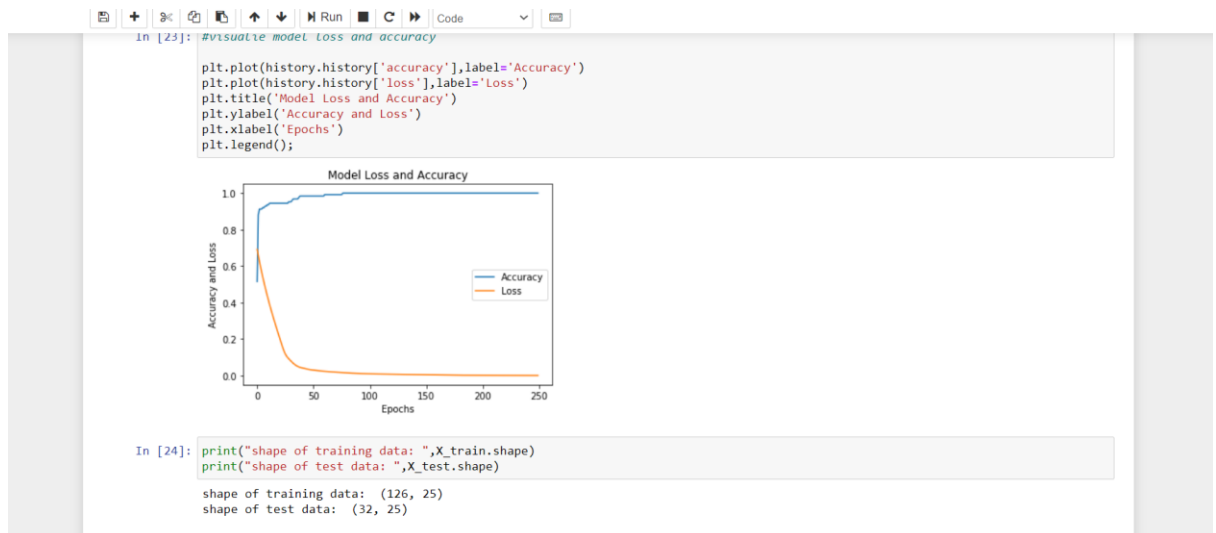 Run
Code
In [23]: #visualie model loss and accuracy
plt.plot(history.history['accuracy'],label='Accuracy')
plt.plot(history.history['loss'],label='Loss')
plt.title('Model Loss and Accuracy')
plt.ylabel('Accuracy and Loss')
plt.xlabel('Epochs')
plt.legend();
Model Loss and Accuracy
1.0
0.8
0.6
0.4
0.2
0.0
Accuracy and Loss
Accuracy
Loss
0 50 100 150 200 250
Epochs
In [24]: print("shape of training data: ",X_train.shape)
print("shape of test data: ",X_test.shape)
shape of training data:  (126, 25)
shape of test data:  (32, 25)